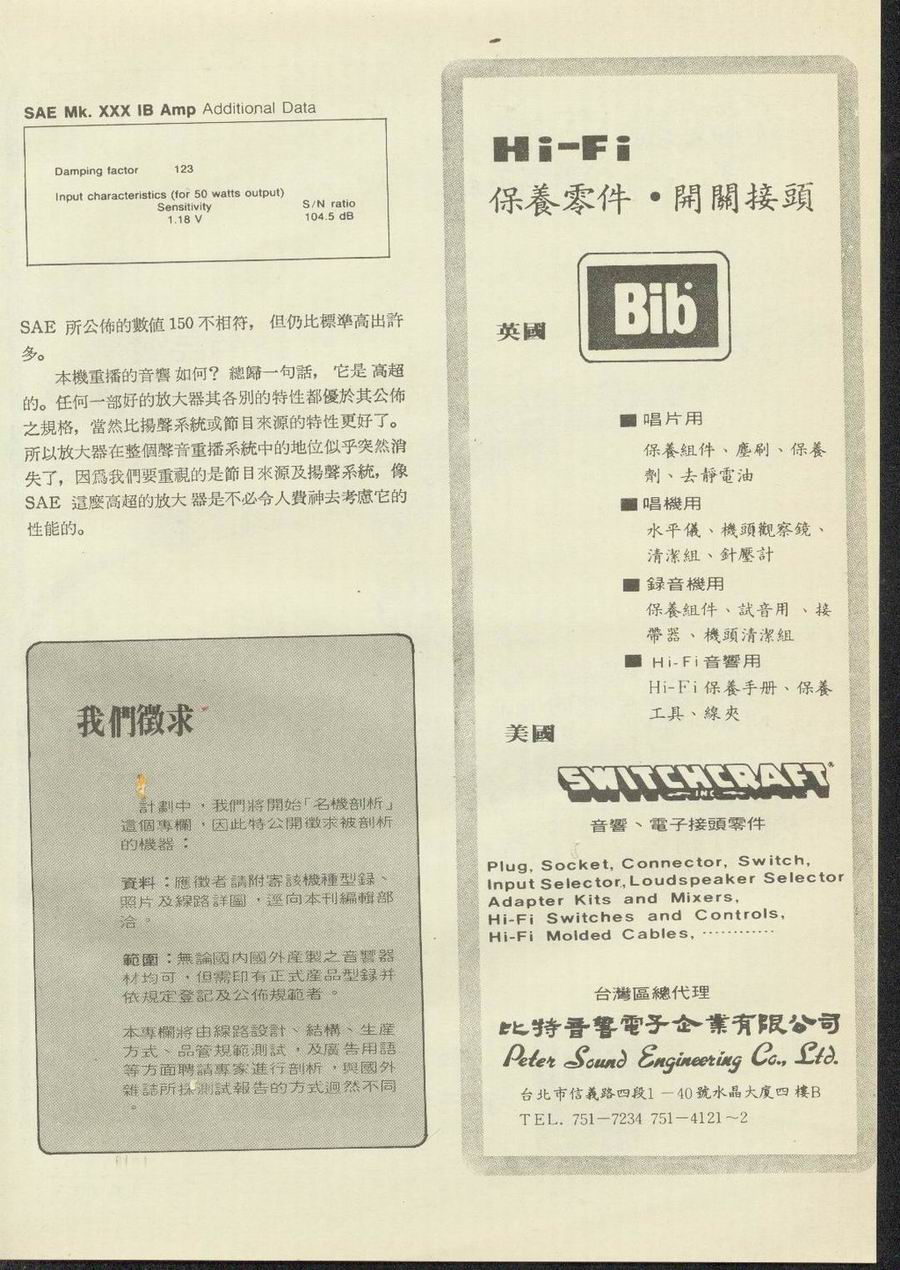 SAE Mk. XXX IB Amp Additional Data
Damping factor 123
Input characteristics (for 50 watts output)
Sensitivity S/N ratio
1.18 V 104.5 dB
SAE 所公佈的數值 150 不相符，但仍比標準高出許
多。
本機重播的音響如何？總歸一句話，它是高超
的。任何一部好的放大器其各別的特性都優於其公佈
之規格，當然比揚聲系統或節目來源的特性更好了。
所以放大器在整個聲音重播系統中的地位似乎突然消
失了，因爲我們要重視的是節目來源及揚聲系統，像
SAE 這麼高超的放大器是不必令人費神去考慮它的
性能的。
我們徵求
計劃中，我們將開始「名機剖析」
這個專欄，因此特公開徵求被剖析
的機器：
資料：應徵者請附寄該機種型録、
照片及線路詳圖，逕向本刊編輯部
洽。
範圍：無論國內國外産製之音響器
材均可，但需印有正式産品型録并
依規定登記及公佈規範者。
本專欄將由線路設計、結構、生産
方式、品管規範測試，及廣告用語
等方面聘請專家進行剖析，與國外
雜誌所採測試報告的方式迥然不同
。
Hi-Fi
保養零件・開關接頭
英國
Bib
■ 唱片用
保養組件、塵刷、保養
劑、去靜電油
■ 唱機用
水平儀、機頭觀察鏡、
清潔組、針壓計
■ 録音機用
保養組件、試音用、接
帶器、機頭清潔組
■ Hi-Fi音響用
Hi-Fi 保養手册、保養
工具、線夾
美國
SWITCHCRAFT®
INC
音響、電子接頭零件
Plug, Socket, Connector, Switch,
Input Selector, Loudspeaker Selector
Adapter Kits and Mixers,
Hi-Fi Switches and Controls,
Hi-Fi Molded Cables, …………
台灣區總代理
比特音響電子企業有限公司
Peter Sound Engineering Co., Ltd.
台北市信義路四段1－40號水晶大廈四樓B
TEL. 751－7234 751－4121～2